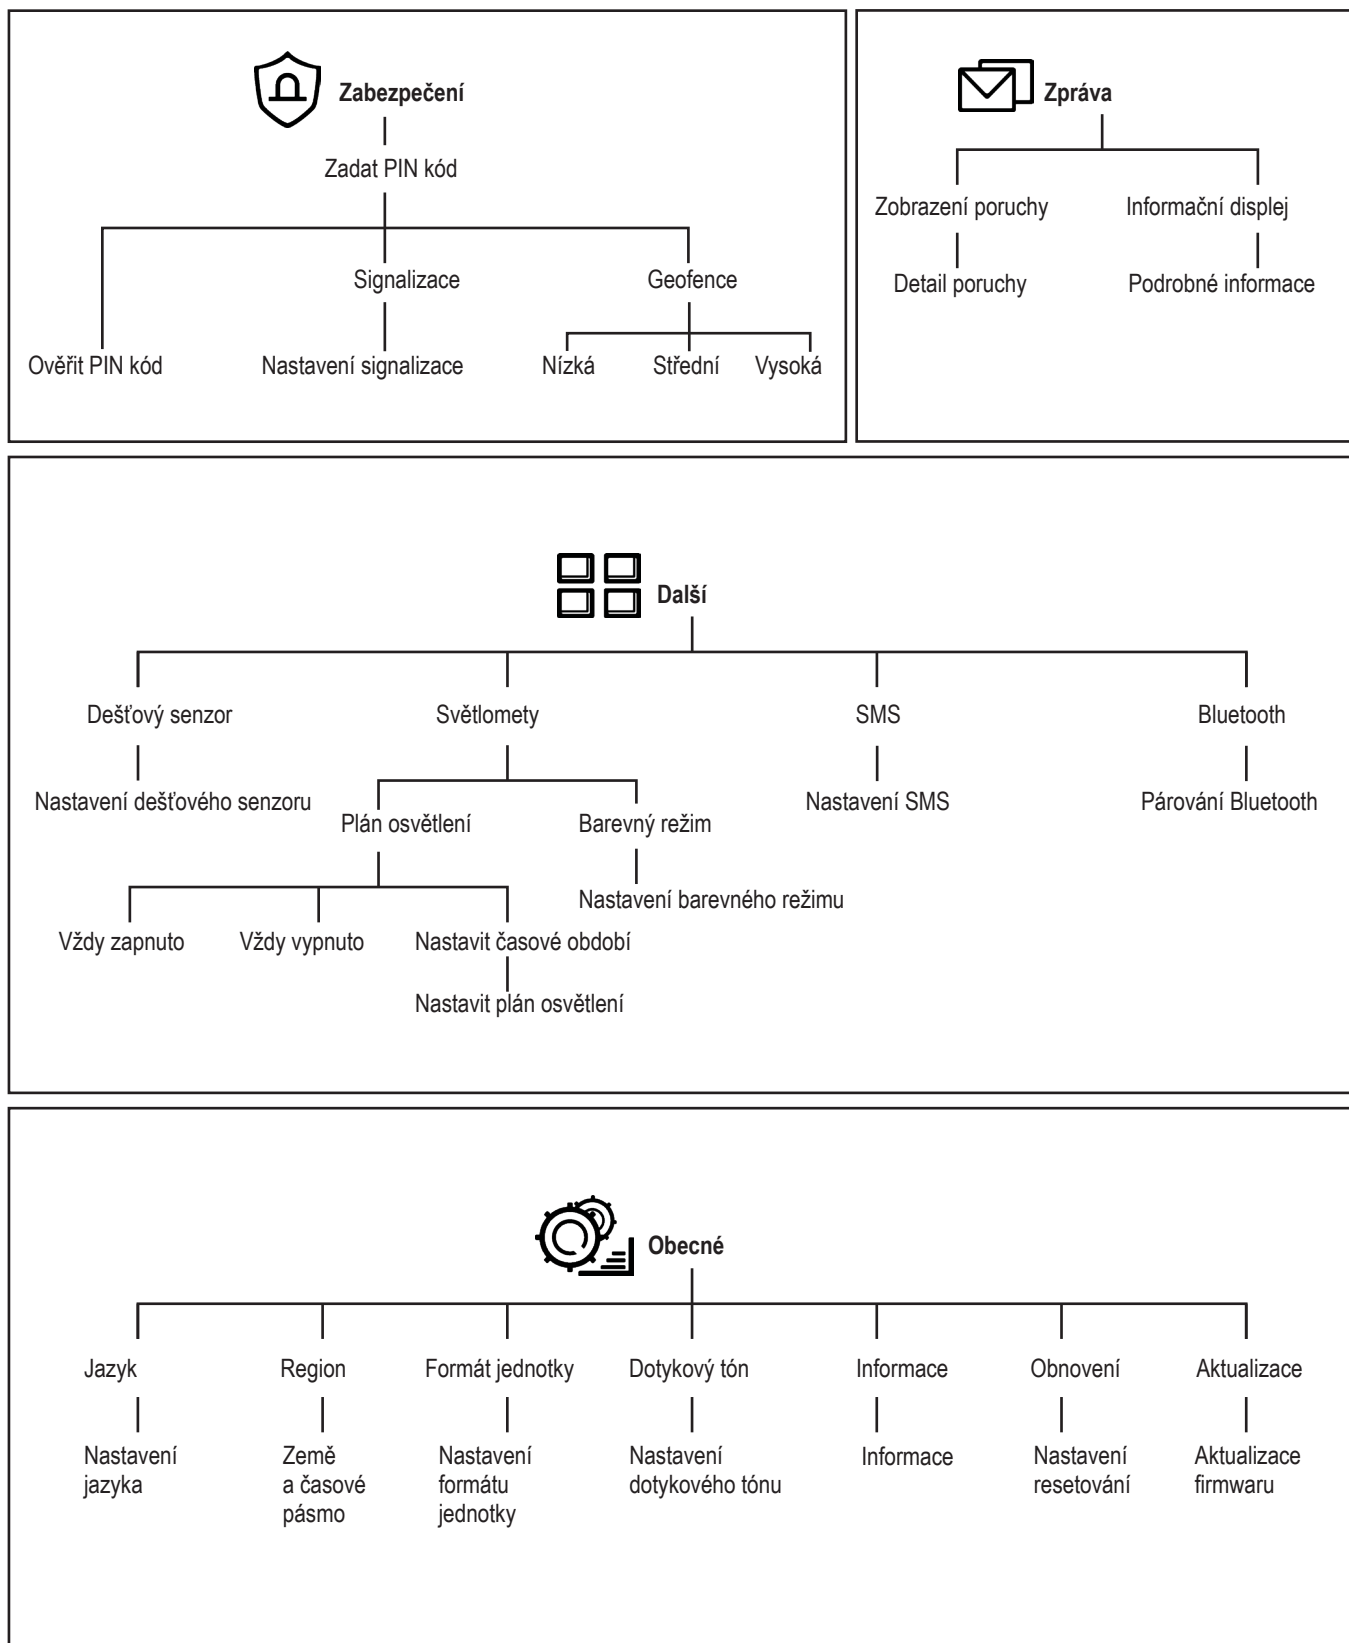 Zabezpečení
Zadat PIN kód
Signalizace
Geofence
Ověřit PIN kód
Nastavení signalizace
Nízká
Střední
Vysoká
Zpráva
Zobrazení poruchy
Informační displej
Detail poruchy
Podrobné informace
Další
Dešťový senzor
Světlomety
SMS
Bluetooth
Nastavení dešťového senzoru
Plán osvětlení
Barevný režim
Nastavení SMS
Párování Bluetooth
Nastavení barevného režimu
Vždy zapnuto
Vždy vypnuto
Nastavit časové období
Nastavit plán osvětlení
Obecné
Jazyk
Region
Formát jednotky
Dotykový tón
Informace
Obnovení
Aktualizace
Nastavení
jazyka
Země
a časové
pásmo
Nastavení
formátu
jednotky
Nastavení
dotykového tónu
Informace
Nastavení
resetování
Aktualizace
firmwaru